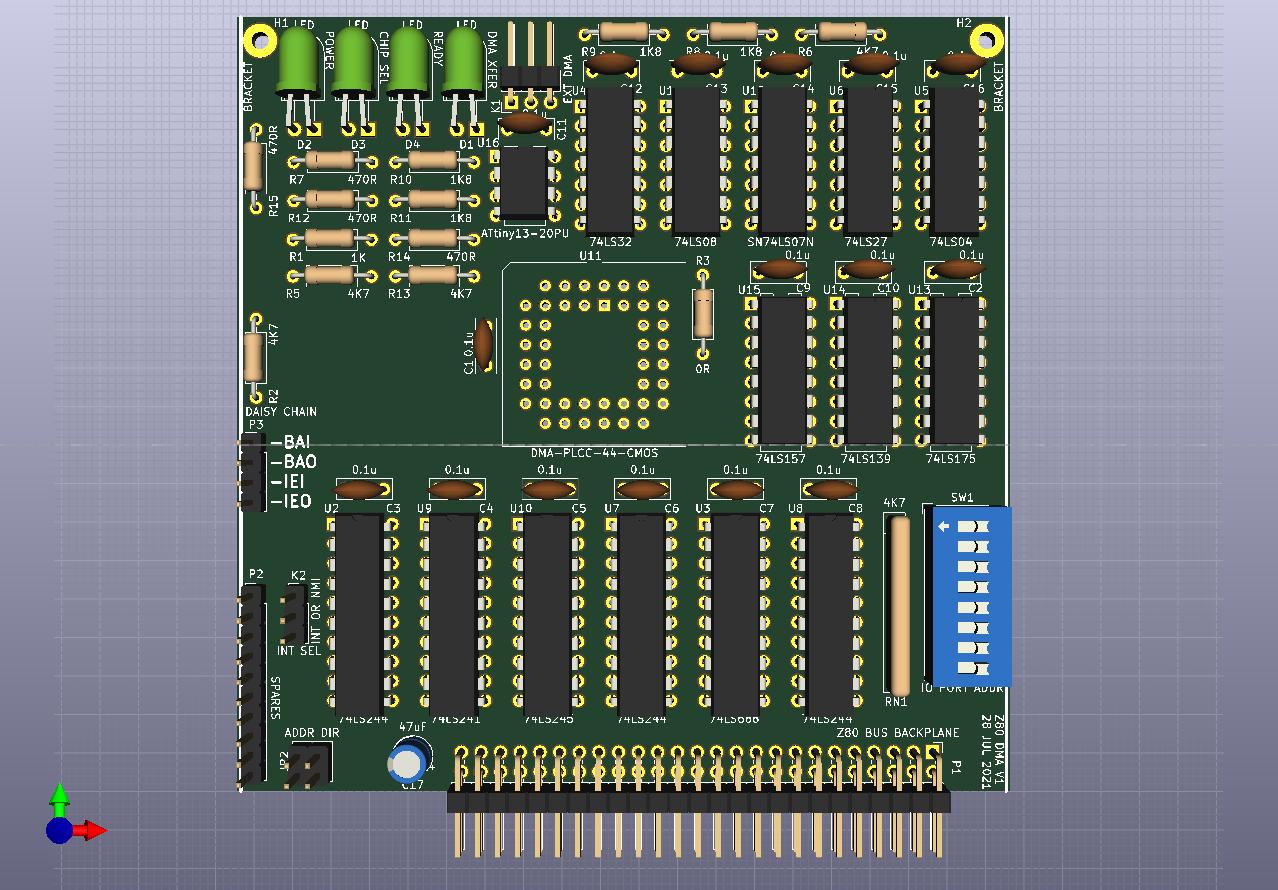 H1
LED
LED
LED
LED
H2
POWER
CHIP SEL
READY
DMA XFER
EXT DMA
BRACKET
BRACKET
K1
R9
1K8
R8
1K8
R6
4K7
0.1u
C11
U4
C12
C13
C14
U6
C15
U5
C16
D2
D3
D4
D1
U16
470R
R15
R7
470R
R10
1K8
R12
470R
R11
1K8
R1
1K
R14
470R
R5
4K7
R13
4K7
ATtiny13-20PU
74LS32
74LS08
SN74LS07N
74LS27
74LS04
U11
R3
0R
0.1u
0.1u
0.1u
U15
C9
U14
C10
U13
C2
C1
0.1u
4K7
R2
DAISY CHAIN
P3
-BAI
-BAO
-IEI
-IEO
DMA-PLCC-44-CMOS
74LS157
74LS139
74LS175
0.1u
0.1u
0.1u
0.1u
0.1u
0.1u
U2
C3
U9
C4
U10
C5
U7
C6
U3
C7
U8
C8
4K7
SW1
P2
K2
INT OR NMI
INT SEL
SPARES
74LS244
74LS241
74LS245
74LS244
74LS688
74LS244
RN1
IO PORT ADDR
ADDR DIR
47uF
C17
Z80 BUS BACKPLANE
P1
Z80 DMA V1
28 JUL 2021